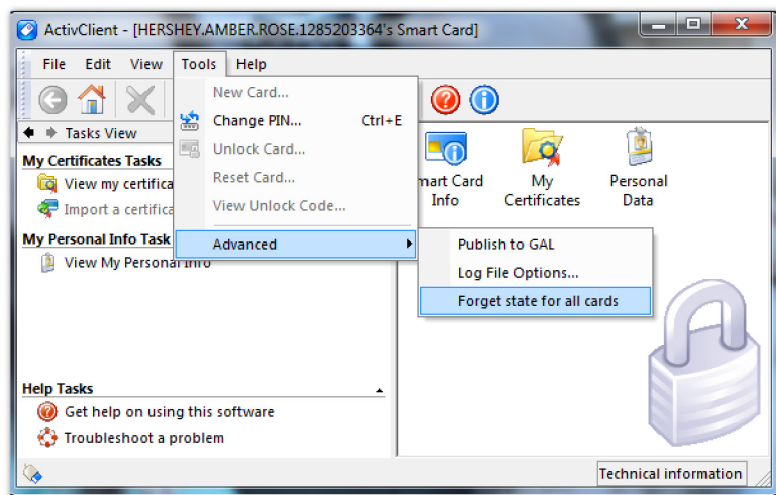 ActivClient - [HERSHEY.AMBER.ROSE.1285203364's Smart Card]
File Edit View Tools Help
New Card...
Change PIN... Ctrl+E
Unlock Card...
Reset Card...
View Unlock Code...
Advanced
Publish to GAL
Log File Options...
Forget state for all cards
Tasks View
My Certificates Tasks
View my certifica
Import a certifica
My Personal Info Task
View My Personal Info
Help Tasks
Get help on using this software
Troubleshoot a problem
mart Card
Info
My
Certificates
Personal
Data
Technical information